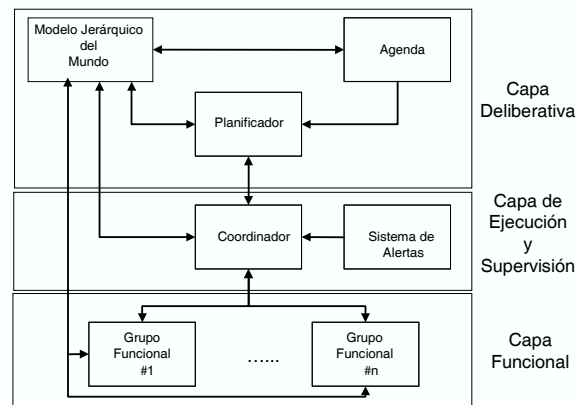 Modelo Jerárquico
del
Mundo
Agenda
Planificador
Capa
Deliberativa
Coordinador
Sistema de
Alertas
Capa de
Ejecución
y
Supervisión
Grupo
Funcional
#1
......
Grupo
Funcional
#n
Capa
Funcional